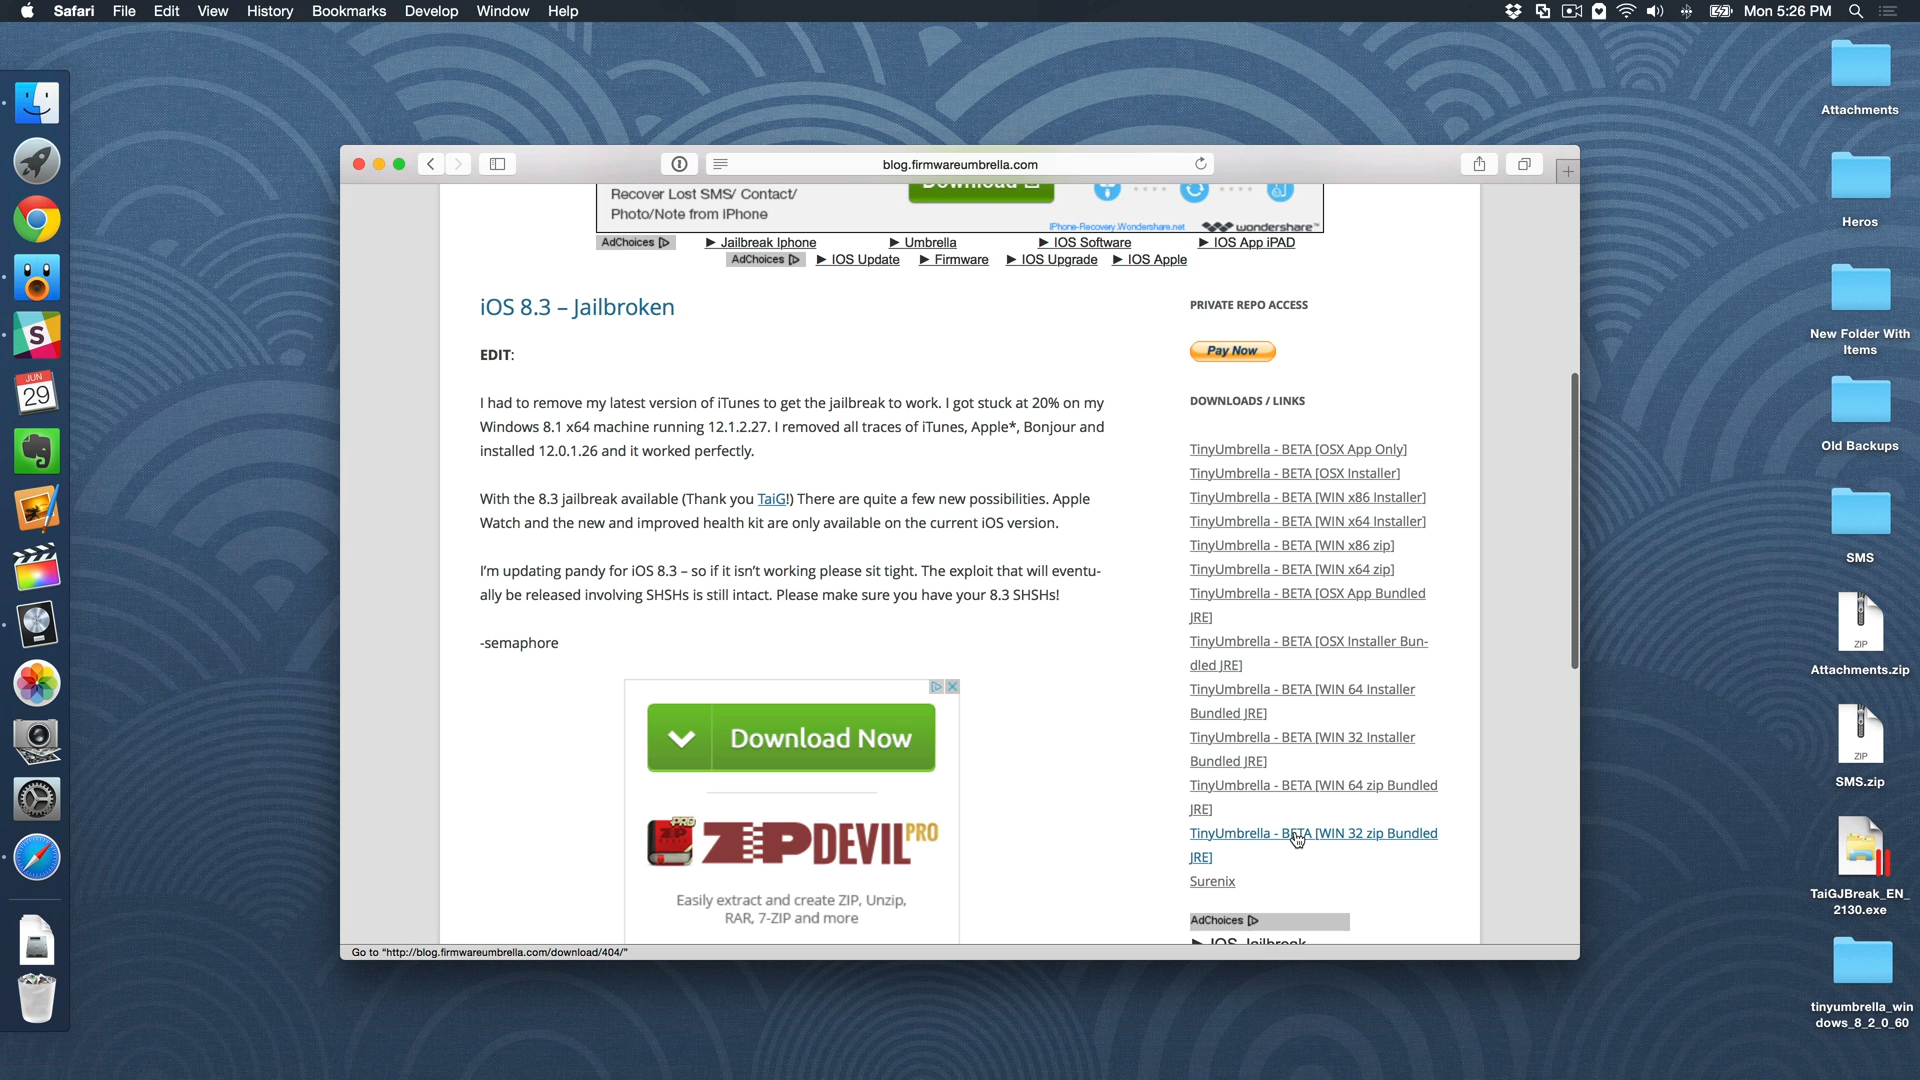 Safari File Edit View History Bookmarks Develop Window Help
Mon 5:26 PM
blog.firmwareumbrella.com
Recover Lost SMS/ Contact/
Photo/Note from iPhone
iPhone-Recovery.Wondershare.net
wondershare™
AdChoices
► Jailbreak Iphone
► Umbrella
► IOS Software
► IOS App iPAD
AdChoices
► IOS Update
► Firmware
► IOS Upgrade
► IOS Apple
iOS 8.3 – Jailbroken
EDIT:
I had to remove my latest version of iTunes to get the jailbreak to work. I got stuck at 20% on my
Windows 8.1 x64 machine running 12.1.2.27. I removed all traces of iTunes, Apple*, Bonjour and
installed 12.0.1.26 and it worked perfectly.
With the 8.3 jailbreak available (Thank you TaiG!) There are quite a few new possibilities. Apple
Watch and the new and improved health kit are only available on the current iOS version.
I'm updating pandy for iOS 8.3 – so if it isn't working please sit tight. The exploit that will eventu-
ally be released involving SHSHs is still intact. Please make sure you have your 8.3 SHSHs!
-semaphore
Download Now
PRO
ZIP
ZIPDEVIL PRO
Easily extract and create ZIP, Unzip,
RAR, 7-ZIP and more
PRIVATE REPO ACCESS
Pay Now
DOWNLOADS / LINKS
TinyUmbrella - BETA [OSX App Only]
TinyUmbrella - BETA [OSX Installer]
TinyUmbrella - BETA [WIN x86 Installer]
TinyUmbrella - BETA [WIN x64 Installer]
TinyUmbrella - BETA [WIN x86 zip]
TinyUmbrella - BETA [WIN x64 zip]
TinyUmbrella - BETA [OSX App Bundled
JRE]
TinyUmbrella - BETA [OSX Installer Bun-
dled JRE]
TinyUmbrella - BETA [WIN 64 Installer
Bundled JRE]
TinyUmbrella - BETA [WIN 32 Installer
Bundled JRE]
TinyUmbrella - BETA [WIN 64 zip Bundled
JRE]
TinyUmbrella - BETA [WIN 32 zip Bundled
JRE]
Surenix
AdChoices
► IOS Jailbreak
Go to "http://blog.firmwareumbrella.com/download/404/"
JUN
29
S
Attachments
Heros
New Folder With
Items
Old Backups
SMS
ZIP
Attachments.zip
ZIP
SMS.zip
TaiGJBreak_EN_
2130.exe
tinyumbrella_win
dows_8_2_0_60